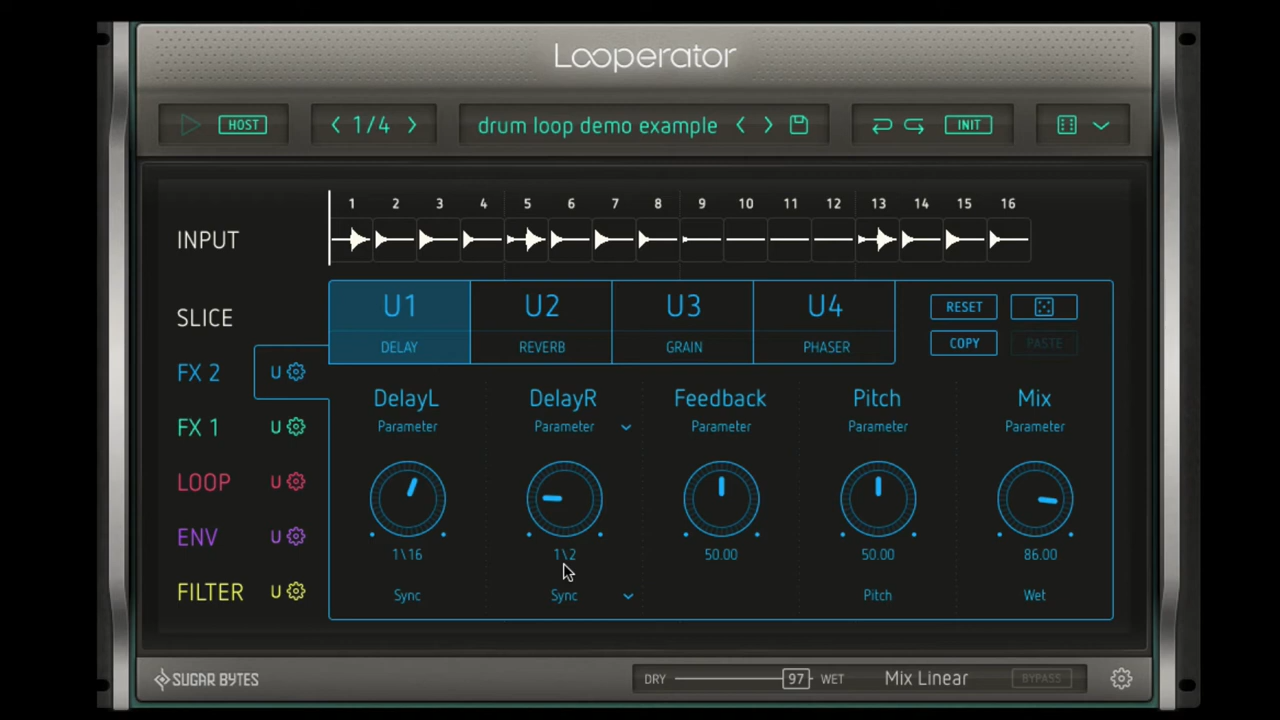 Looperator
HOST
1/4
drum loop demo example
INIT
1 2 3 4 5 6 7 8 9 10 11 12 13 14 15 16
INPUT
SLICE
U1 U2 U3 U4
DELAY REVERB GRAIN PHASER
RESET
COPY PASTE
FX 2 U
FX 1 U
LOOP U
ENV U
FILTER U
DelayL DelayR Feedback Pitch Mix
Parameter Parameter Parameter Parameter Parameter
1\16 1\2 50.00 50.00 86.00
Sync Sync Pitch Wet
SUGAR BYTES
DRY 97 WET Mix Linear BYPASS